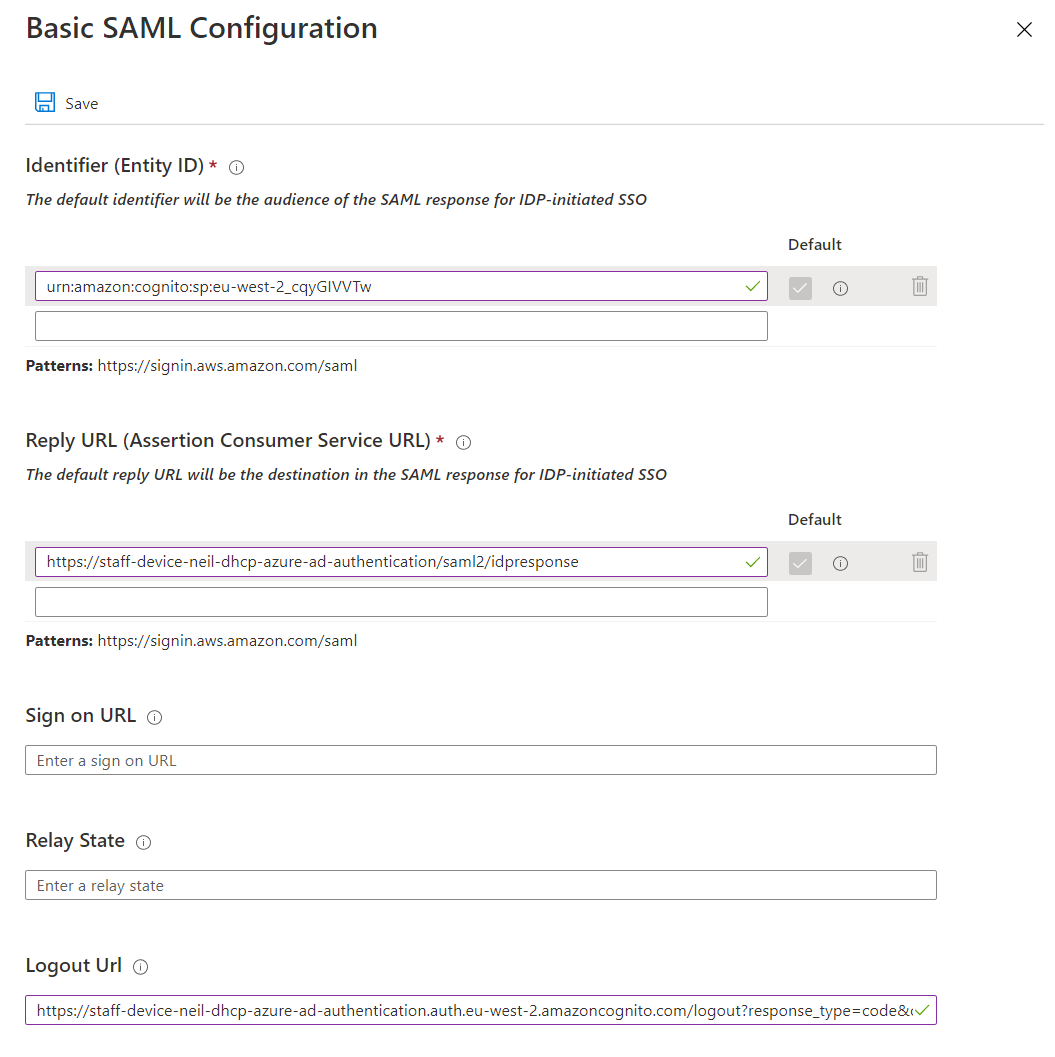 Basic SAML Configuration
Save
Identifier (Entity ID) *
The default identifier will be the audience of the SAML response for IDP-initiated SSO
Default
urn:amazon:cognito:sp:eu-west-2_cqyGIVVTw
Patterns: https://signin.aws.amazon.com/saml
Reply URL (Assertion Consumer Service URL) *
The default reply URL will be the destination in the SAML response for IDP-initiated SSO
Default
https://staff-device-neil-dhcp-azure-ad-authentication/saml2/idpresponse
Patterns: https://signin.aws.amazon.com/saml
Sign on URL
Enter a sign on URL
Relay State
Enter a relay state
Logout Url
https://staff-device-neil-dhcp-azure-ad-authentication.auth.eu-west-2.amazoncognito.com/logout?response_type=code&